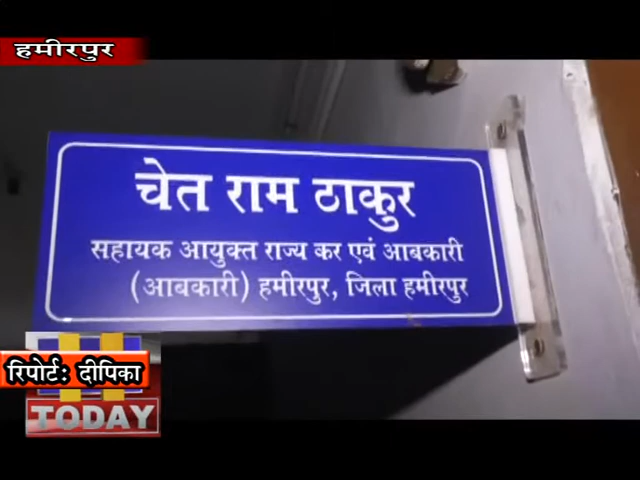 हमीरपुर
चेत राम ठाकुर
सहायक आयुक्त राज्य कर एवं आबकारी
(आबकारी) हमीरपुर, जिला हमीरपुर
रिपोर्टः दीपिका
TODAY